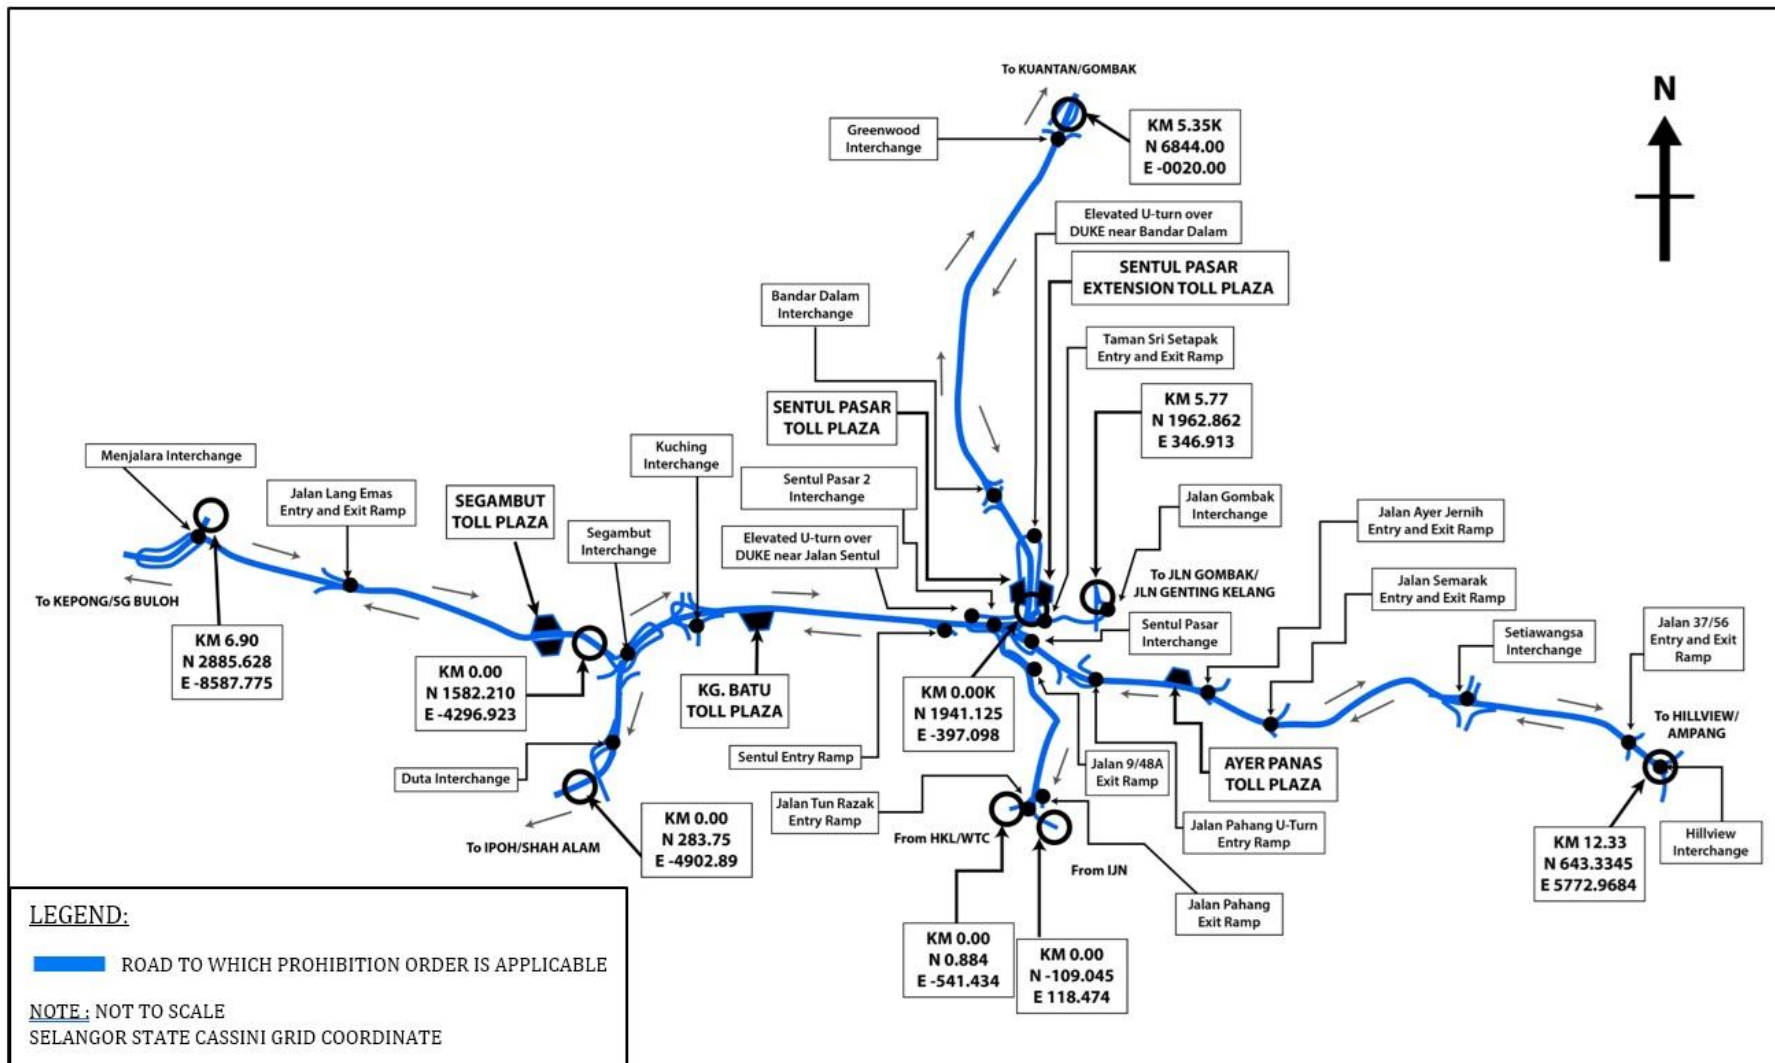 To KUANTAN/GOMBAK
N
Greenwood
Interchange
KM 5.35K
N 6844.00
E -0020.00
Elevated U-turn over
DUKE near Bandar Dalam
SENTUL PASAR
EXTENSION TOLL PLAZA
Bandar Dalam
Interchange
Taman Sri Setapak
Entry and Exit Ramp
SENTUL PASAR
TOLL PLAZA
KM 5.77
N 1962.862
E 346.913
Menjalara Interchange
Kuching
Interchange
Sentul Pasar 2
Interchange
Jalan Lang Emas
Entry and Exit Ramp
SEGAMBUT
TOLL PLAZA
Segambut
Interchange
Elevated U-turn over
DUKE near Jalan Sentul
Jalan Gombak
Interchange
Jalan Ayer Jernih
Entry and Exit Ramp
To JLN GOMBAK/
JLN GENTING KELANG
Jalan Semarak
Entry and Exit Ramp
To KEPONG/SG BULOH
Sentul Pasar
Interchange
Setiawangsa
Interchange
Jalan 37/56
Entry and Exit
Ramp
KM 6.90
N 2885.628
E -8587.775
KM 0.00
N 1582.210
E -4296.923
KG. BATU
TOLL PLAZA
KM 0.00K
N 1941.125
E -397.098
To HILLVIEW/
AMPANG
Duta Interchange
Sentul Entry Ramp
Jalan 9/48A
Exit Ramp
AYER PANAS
TOLL PLAZA
Jalan Tun Razak
Entry Ramp
KM 0.00
N 283.75
E -4902.89
To IPOH/SHAH ALAM
From HKL/WTC
Jalan Pahang U-Turn
Entry Ramp
KM 12.33
N 643.3345
E 5772.9684
Hillview
Interchange
From IJN
Jalan Pahang
Exit Ramp
KM 0.00
N 0.884
E -541.434
KM 0.00
N -109.045
E 118.474
LEGEND:
ROAD TO WHICH PROHIBITION ORDER IS APPLICABLE
NOTE : NOT TO SCALE
SELANGOR STATE CASSINI GRID COORDINATE